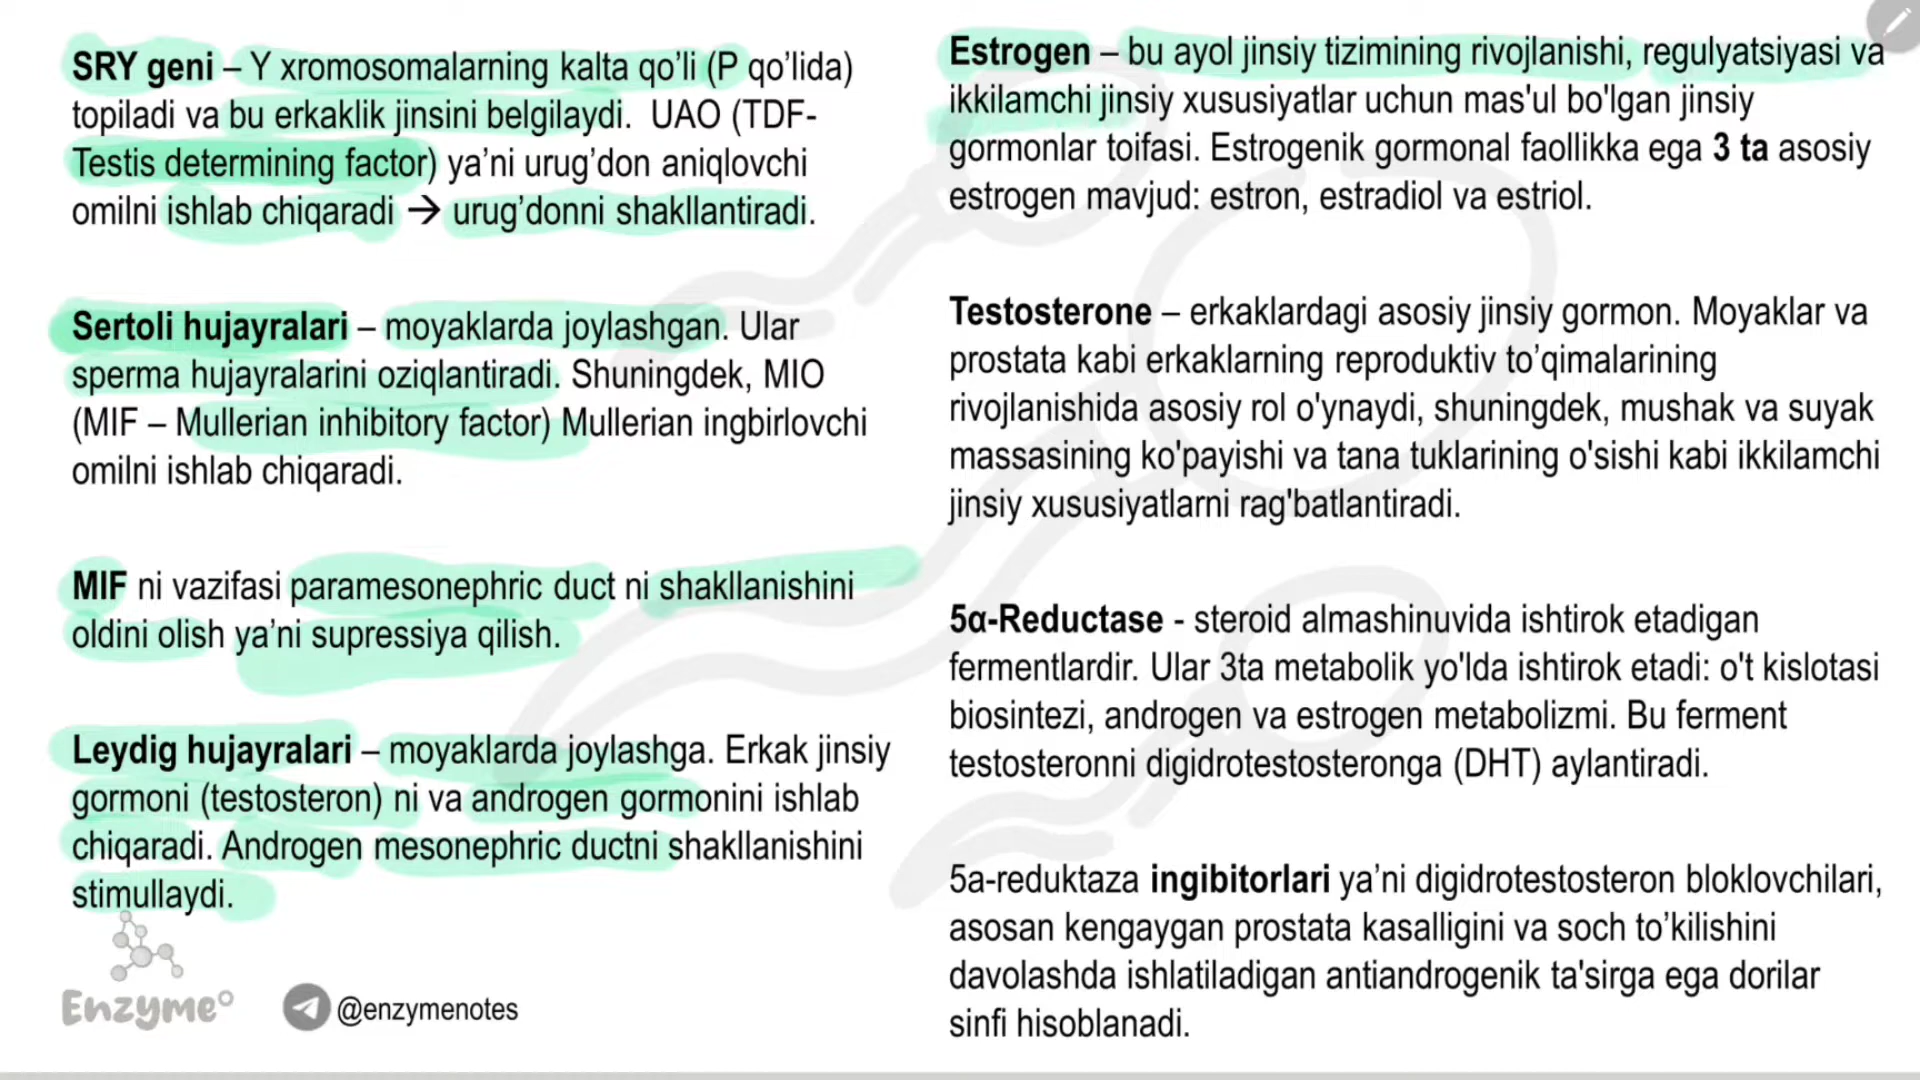 SRY geni – Y xromosomalarning kalta qo’li (P qo’lida)
topiladi va bu erkaklik jinsini belgilaydi. UAO (TDF-
Testis determining factor) ya’ni urug’don aniqlovchi
omilni ishlab chiqaradi → urug’donni shakllantiradi.
Sertoli hujayralari – moyaklarda joylashgan. Ular
sperma hujayralarini oziqlantiradi. Shuningdek, MIO
(MIF – Mullerian inhibitory factor) Mullerian ingbirlovchi
omilni ishlab chiqaradi.
MIF ni vazifasi paramesonephric duct ni shakllanishini
oldini olish ya’ni supressiya qilish.
Leydig hujayralari – moyaklarda joylashga. Erkak jinsiy
gormoni (testosteron) ni va androgen gormonini ishlab
chiqaradi. Androgen mesonephric ductni shakllanishini
stimullaydi.
Enzyme
@enzymenotes
Estrogen – bu ayol jinsiy tizimining rivojlanishi, regulyatsiyasi va
ikkilamchi jinsiy xususiyatlar uchun mas'ul bo'lgan jinsiy
gormonlar toifasi. Estrogenik gormonal faollikka ega 3 ta asosiy
estrogen mavjud: estron, estradiol va estriol.
Testosterone – erkaklardagi asosiy jinsiy gormon. Moyaklar va
prostata kabi erkaklarning reproduktiv to’qimalarining
rivojlanishida asosiy rol o'ynaydi, shuningdek, mushak va suyak
massasining ko'payishi va tana tuklarining o'sishi kabi ikkilamchi
jinsiy xususiyatlarni rag'batlantiradi.
5α-Reductase - steroid almashinuvida ishtirok etadigan
fermentlardir. Ular 3ta metabolik yo'lda ishtirok etadi: o't kislotasi
biosintezi, androgen va estrogen metabolizmi. Bu ferment
testosteronni digidrotestosteronga (DHT) aylantiradi.
5a-reduktaza ingibitorlari ya’ni digidrotestosteron bloklovchilari,
asosan kengaygan prostata kasalligini va soch to’kilishini
davolashda ishlatiladigan antiandrogenik ta'sirga ega dorilar
sinfi hisoblanadi.